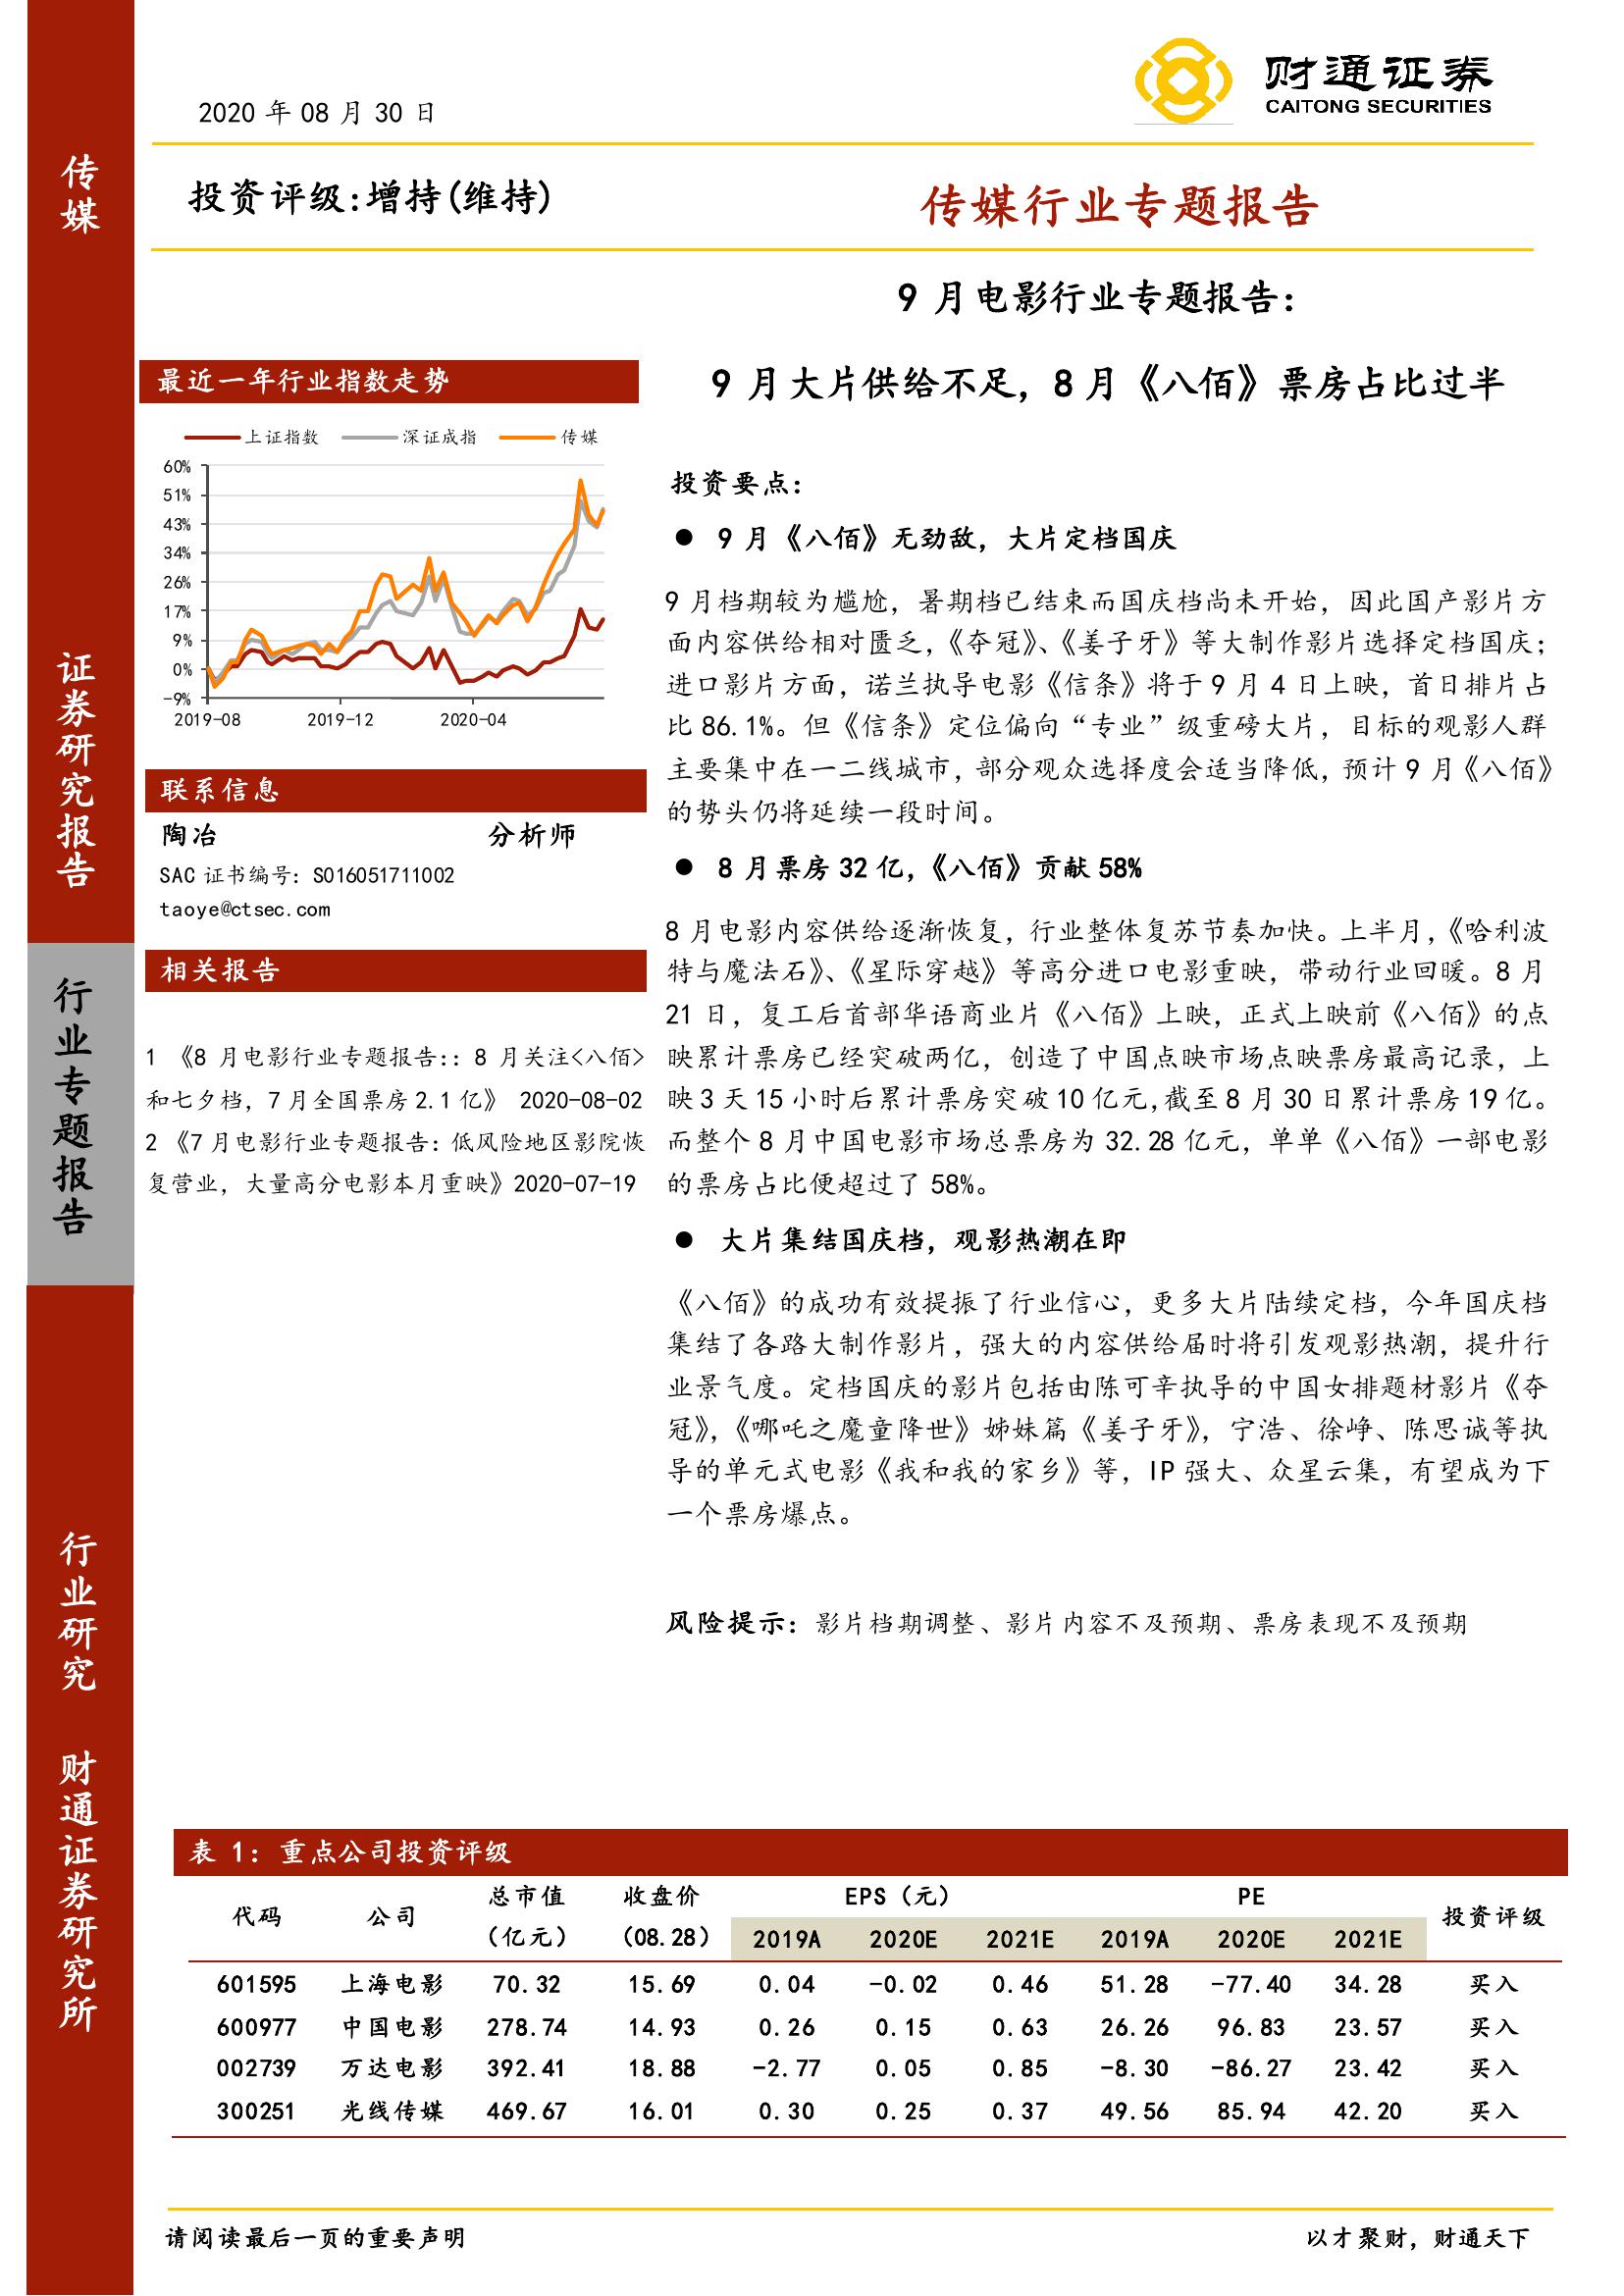 2020 年 08 月 30 日
财通证券
CAITONG SECURITIES
投资评级:增持(维持)
传媒行业专题报告
传媒
证券研究报告
行业专题报告
行业研究
财通证券研究所
9 月电影行业专题报告：
9 月大片供给不足，8 月《八佰》票房占比过半
最近一年行业指数走势
上证指数 深证成指 传媒
60%
51%
43%
34%
26%
17%
9%
0%
-9%
2019-08 2019-12 2020-04
联系信息
陶冶 分析师
SAC 证书编号：S016051711002
taoye@ctsec.com
相关报告
1 《8 月电影行业专题报告:：8 月关注<八佰>
和七夕档，7 月全国票房 2.1 亿》 2020-08-02
2 《7 月电影行业专题报告：低风险地区影院恢
复营业，大量高分电影本月重映》2020-07-19
投资要点：
● 9 月《八佰》无劲敌，大片定档国庆
9 月档期较为尴尬，暑期档已结束而国庆档尚未开始，因此国产影片方
面内容供给相对匮乏，《夺冠》、《姜子牙》等大制作影片选择定档国庆；
进口影片方面，诺兰执导电影《信条》将于 9 月 4 日上映，首日排片占
比 86.1%。但《信条》定位偏向“专业”级重磅大片，目标的观影人群
主要集中在一二线城市，部分观众选择度会适当降低，预计 9 月《八佰》
的势头仍将延续一段时间。
● 8 月票房 32 亿，《八佰》贡献 58%
8 月电影内容供给逐渐恢复，行业整体复苏节奏加快。上半月，《哈利波
特与魔法石》、《星际穿越》等高分进口电影重映，带动行业回暖。8 月
21 日，复工后首部华语商业片《八佰》上映，正式上映前《八佰》的点
映累计票房已经突破两亿，创造了中国点映市场点映票房最高记录，上
映 3 天 15 小时后累计票房突破 10 亿元,截至 8 月 30 日累计票房 19 亿。
而整个 8 月中国电影市场总票房为 32.28 亿元，单单《八佰》一部电影
的票房占比便超过了 58%。
● 大片集结国庆档，观影热潮在即
《八佰》的成功有效提振了行业信心，更多大片陆续定档，今年国庆档
集结了各路大制作影片，强大的内容供给届时将引发观影热潮，提升行
业景气度。定档国庆的影片包括由陈可辛执导的中国女排题材影片《夺
冠》，《哪吒之魔童降世》姊妹篇《姜子牙》，宁浩、徐峥、陈思诚等执
导的单元式电影《我和我的家乡》等，IP 强大、众星云集，有望成为下
一个票房爆点。
风险提示：影片档期调整、影片内容不及预期、票房表现不及预期
表 1：重点公司投资评级
代码 公司 总市值（亿元） 收盘价（08.28） EPS（元） PE 投资评级
2019A 2020E 2021E 2019A 2020E 2021E
601595 上海电影 70.32 15.69 0.04 -0.02 0.46 51.28 -77.40 34.28 买入
600977 中国电影 278.74 14.93 0.26 0.15 0.63 26.26 96.83 23.57 买入
002739 万达电影 392.41 18.88 -2.77 0.05 0.85 -8.30 -86.27 23.42 买入
300251 光线传媒 469.67 16.01 0.30 0.25 0.37 49.56 85.94 42.20 买入
请阅读最后一页的重要声明
以才聚财，财通天下